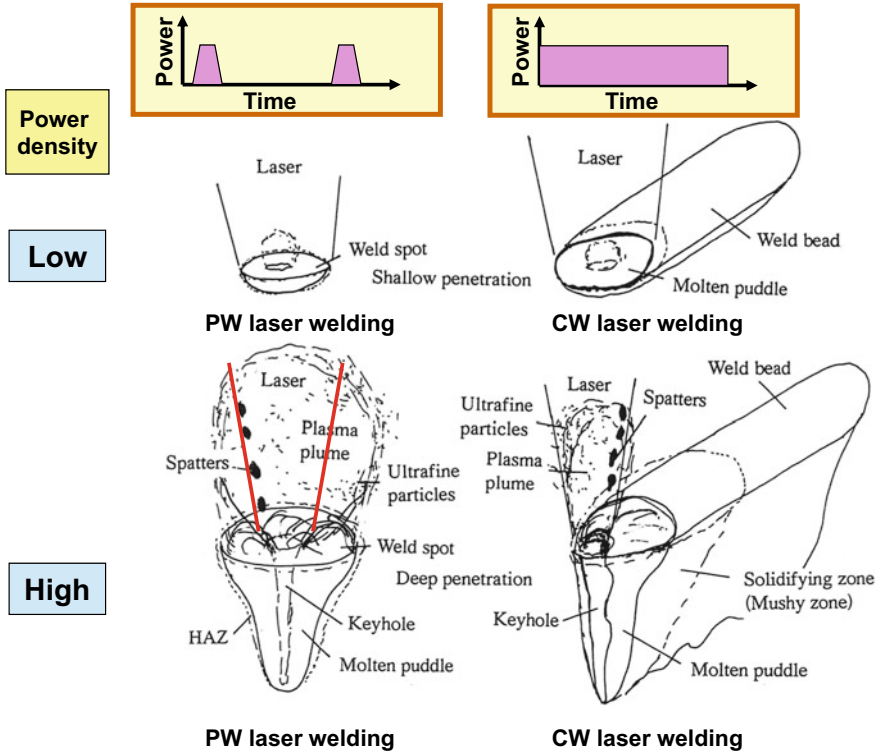 Power
Time
Power
Time
Power
density
Laser
Laser
Low
Weld spot
Shallow penetration
Weld bead
Molten puddle
PW laser welding
CW laser welding
Laser
Plasma
plume
Spatters
Ultrafine
particles
Weld spot
Deep penetration
High
Keyhole
HAZ
Molten puddle
Laser
Weld bead
Ultrafine
particles
Spatters
Plasma
plume
Solidifying zone
(Mushy zone)
Keyhole
Molten puddle
PW laser welding
CW laser welding